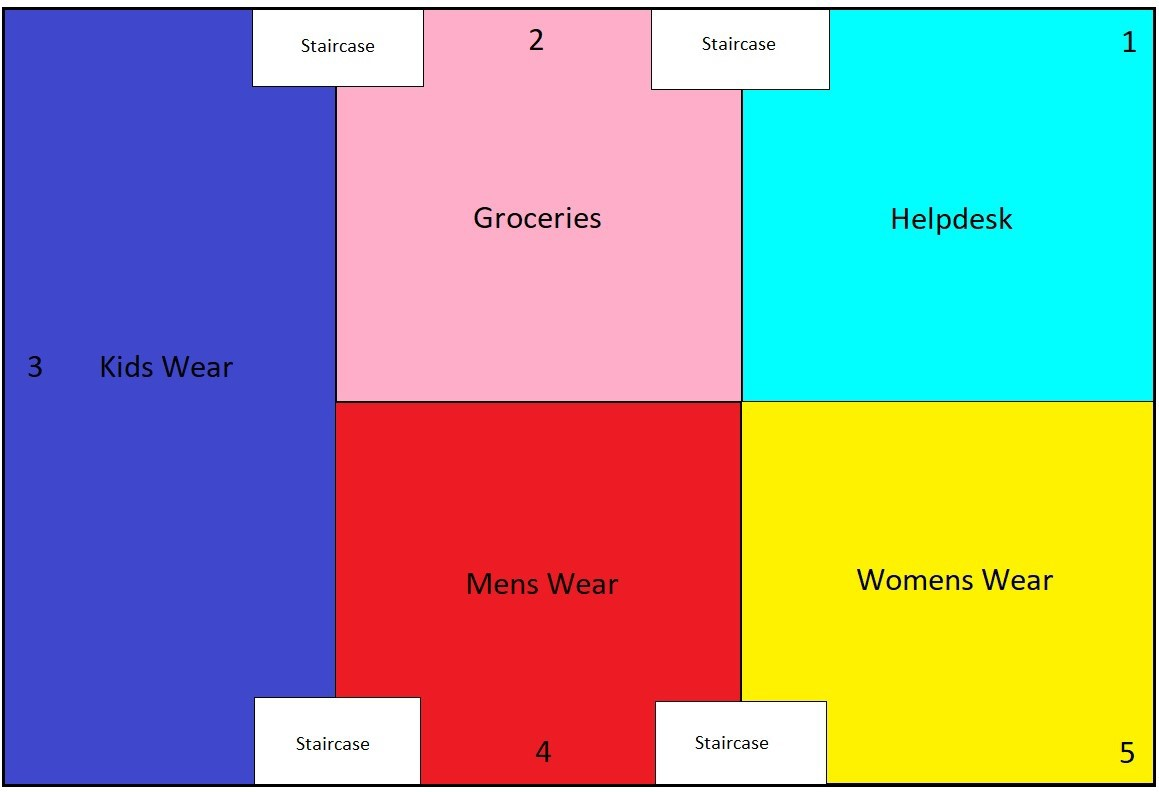 Staircase
2
Staircase
1
Groceries
Helpdesk
3 Kids Wear
Mens Wear
Womens Wear
Staircase
4
Staircase
5